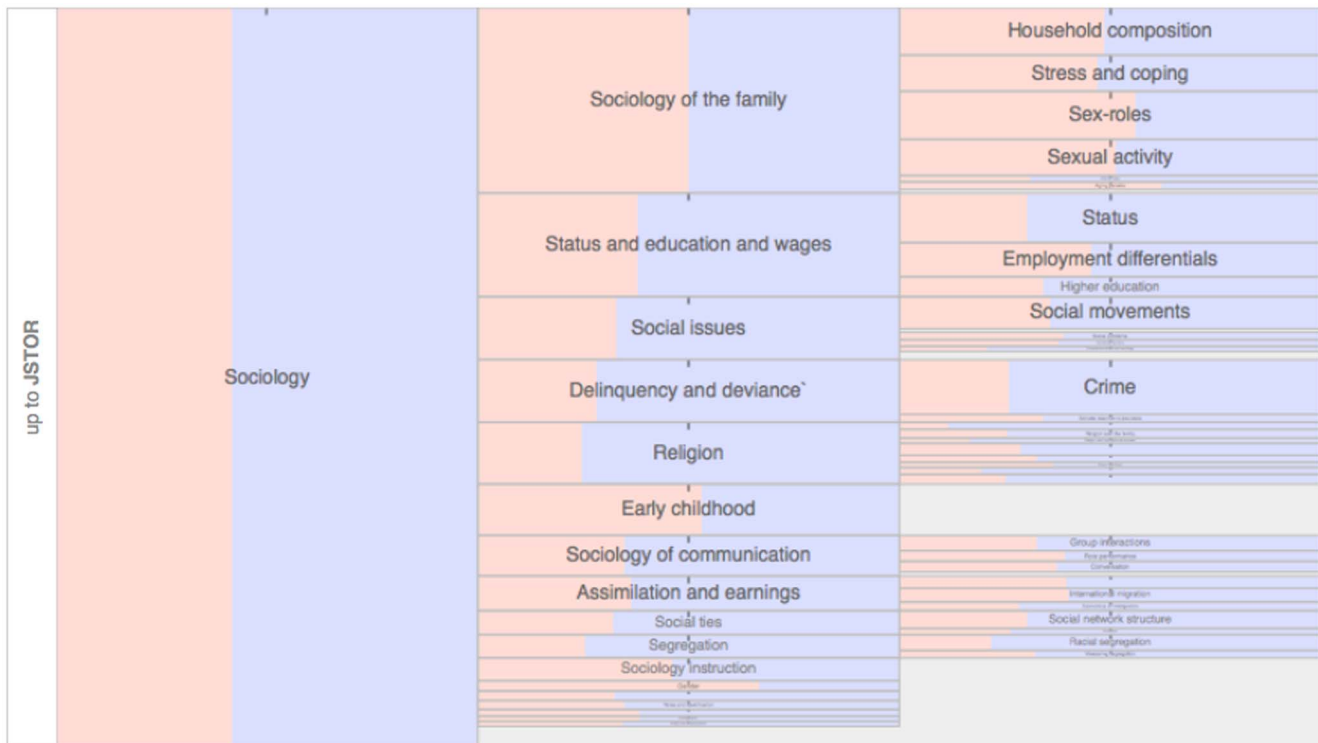 up to JSTOR
Sociology
Sociology of the family
Status and education and wages
Social issues
Delinquency and deviance`
Religion
Early childhood
Sociology of communication
Assimilation and earnings
Social ties
Segregation
Sociology instruction
Gender
Household composition
Stress and coping
Sex-roles
Sexual activity
Status
Employment differentials
Higher education
Social movements
Crime
Group interactions
Role performance
Conversation
International migration
Social network structure
Racial segregation
Measuring Segregation